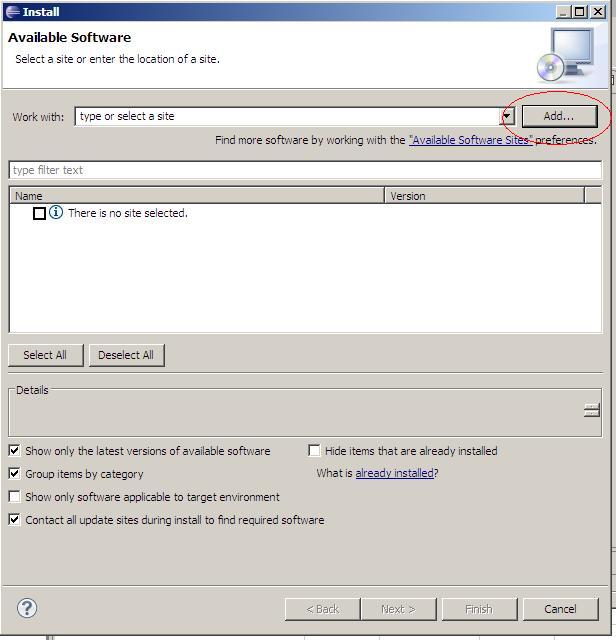 Install
Available Software
Select a site or enter the location of a site.
Work with: type or select a site Add...
Find more software by working with the "Available Software Sites" preferences.
type filter text
Name Version
There is no site selected.
Select All Deselect All
Details
Show only the latest versions of available software Hide items that are already installed
Group items by category What is already installed?
Show only software applicable to target environment
Contact all update sites during install to find required software
? < Back Next > Finish Cancel